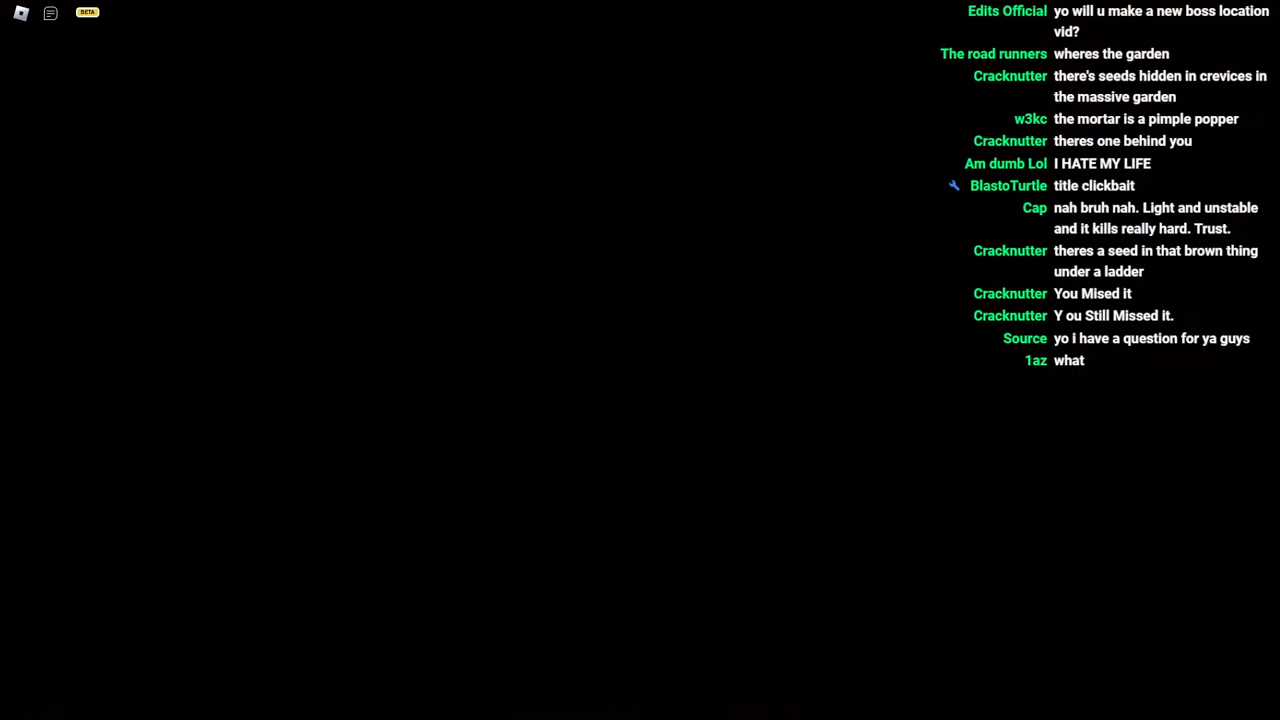 BETA
Edits Official yo will u make a new boss location
vid?
The road runners wheres the garden
Cracknutter there's seeds hidden in crevices in
the massive garden
w3kc the mortar is a pimple popper
Cracknutter theres one behind you
Am dumb Lol I HATE MY LIFE
BlastoTurtle title clickbait
Cap nah bruh nah. Light and unstable
and it kills really hard. Trust.
Cracknutter theres a seed in that brown thing
under a ladder
Cracknutter You Mised it
Cracknutter Y ou Still Missed it.
Source yo i have a question for ya guys
1az what